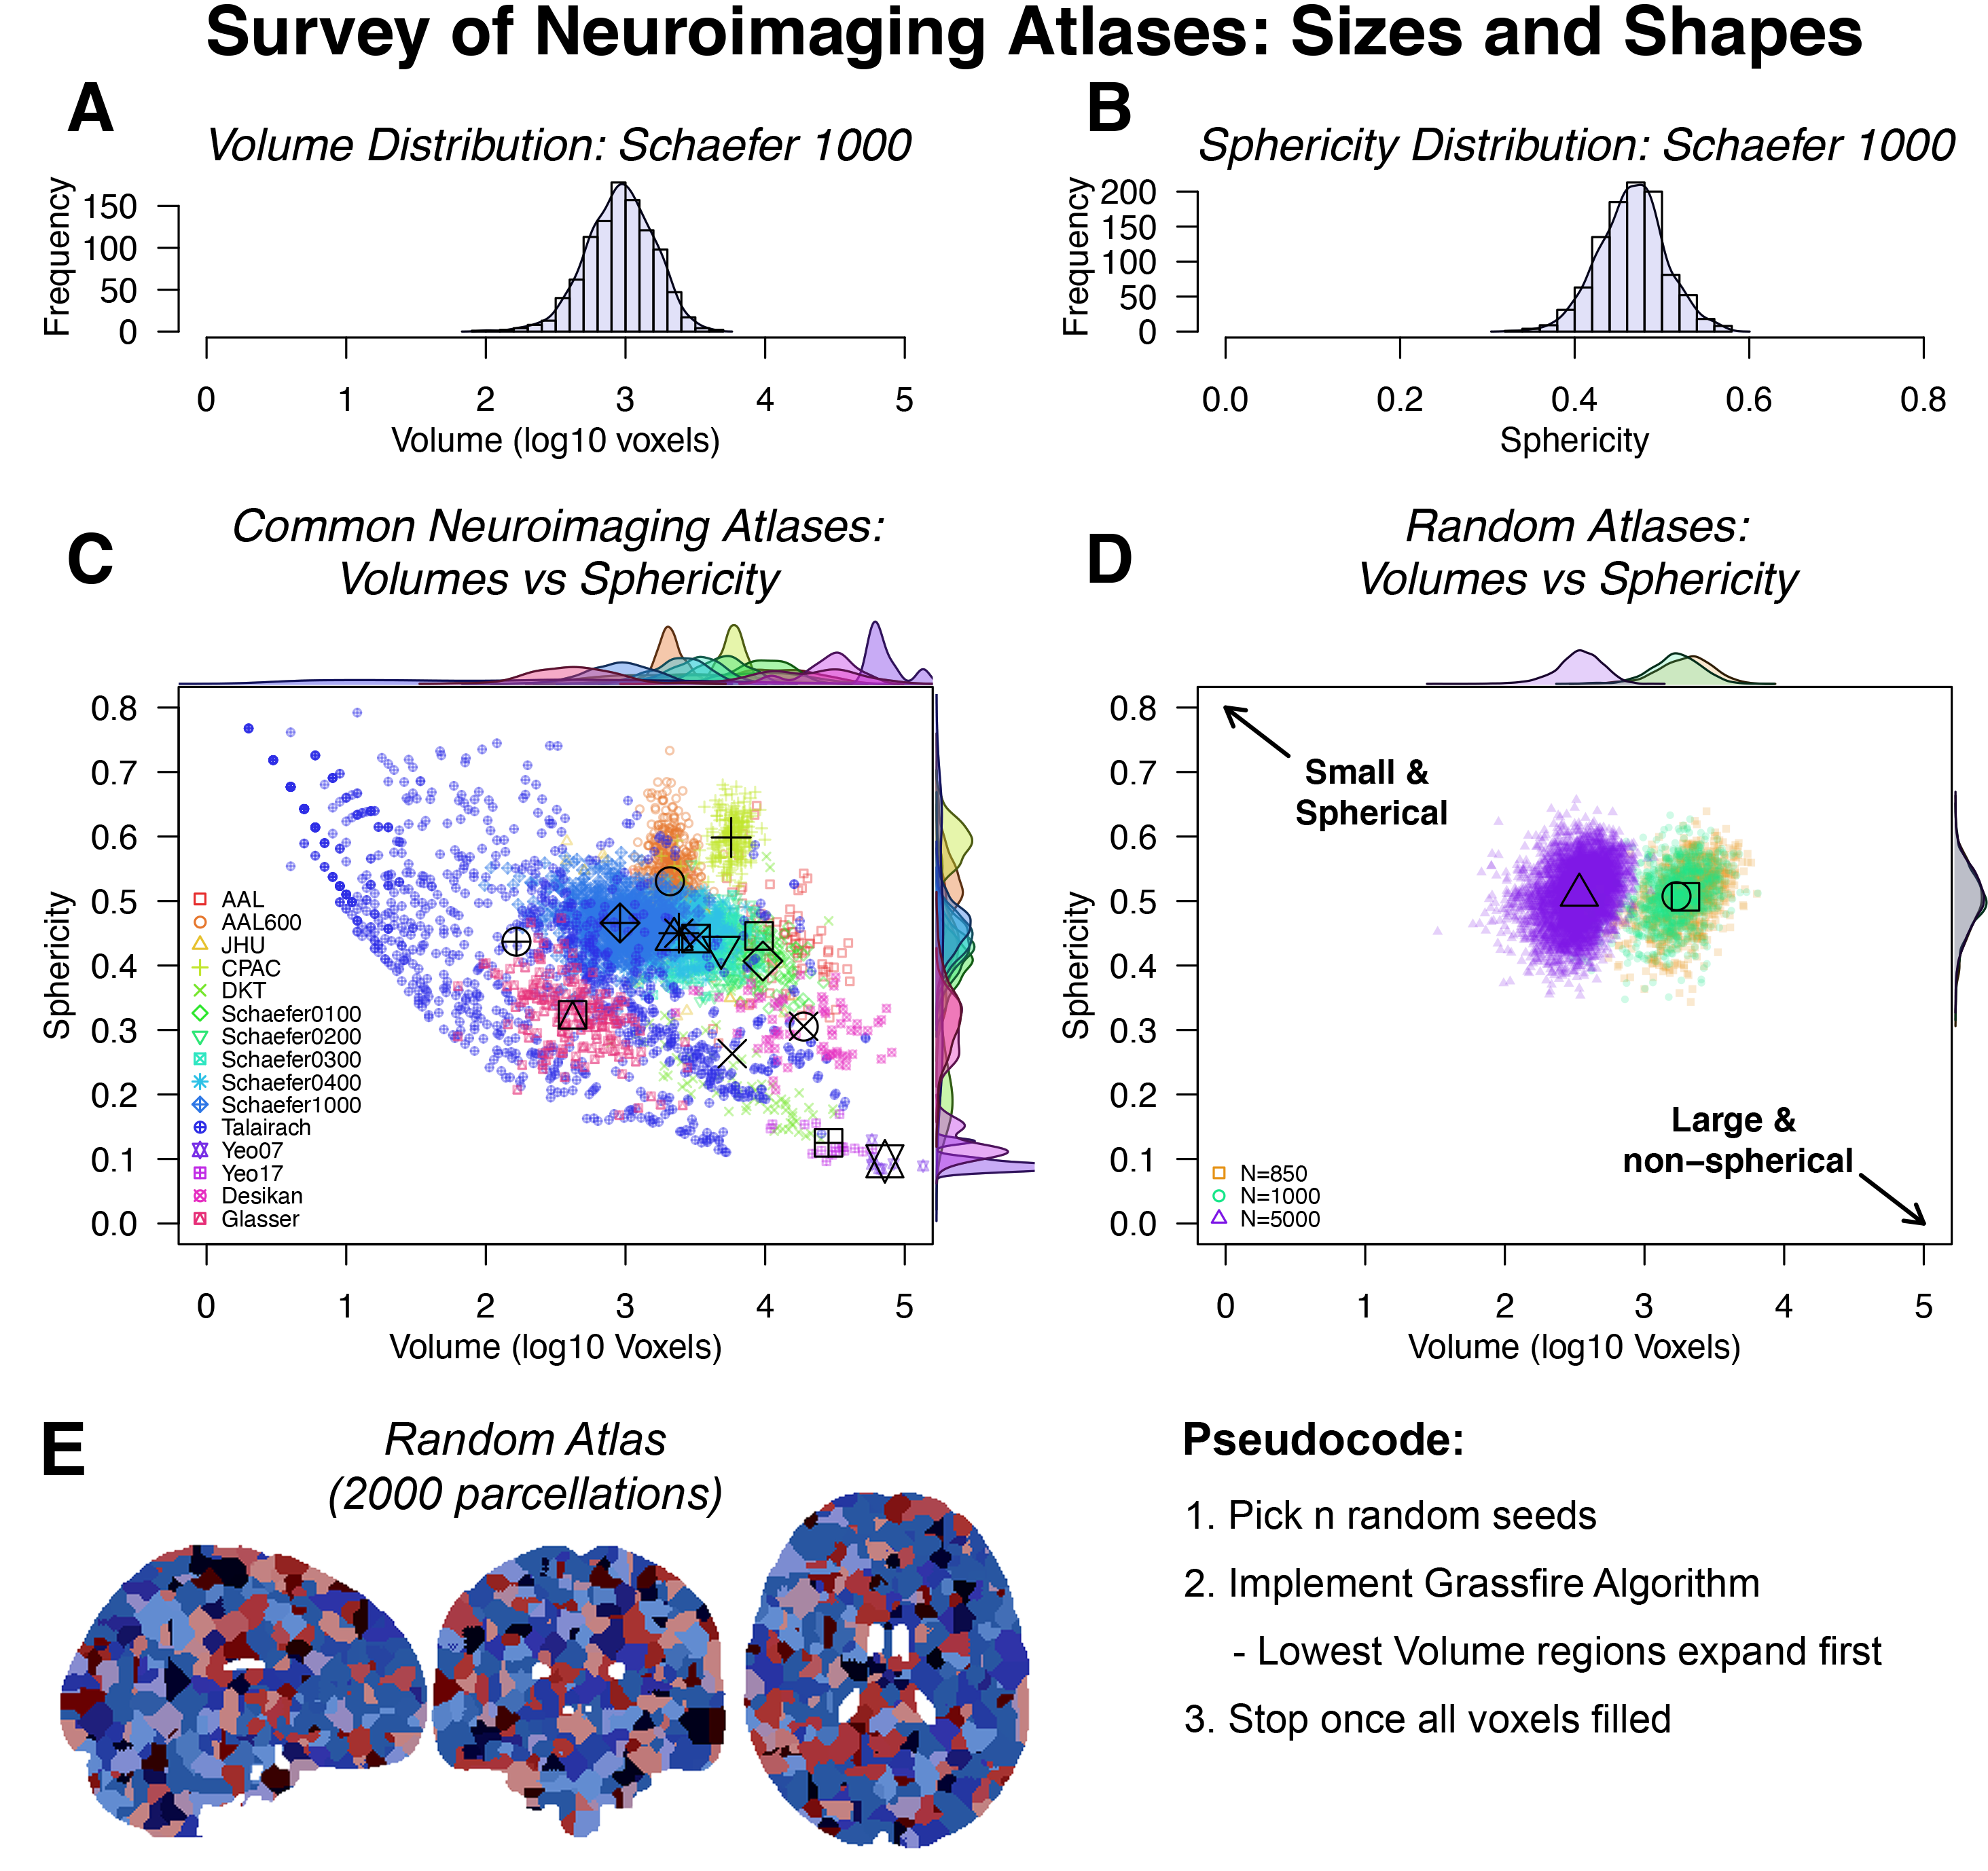 Survey of Neuroimaging Atlases: Sizes and Shapes
A
Volume Distribution: Schaefer 1000
Frequency
150
100
50
0
0 1 2 3 4 5
Volume (log10 voxels)
B
Sphericity Distribution: Schaefer 1000
Frequency
200
150
100
50
0
0.0 0.2 0.4 0.6 0.8
Sphericity
C
Common Neuroimaging Atlases:
Volumes vs Sphericity
Sphericity
0.8
0.7
0.6
0.5
0.4
0.3
0.2
0.1
0.0
AAL
AAL600
JHU
CPAC
DKT
Schaefer0100
Schaefer0200
Schaefer0300
Schaefer0400
Schaefer1000
Talairach
Yeo07
Yeo17
Desikan
Glasser
0 1 2 3 4 5
Volume (log10 Voxels)
D
Random Atlases:
Volumes vs Sphericity
Sphericity
0.8
0.7
0.6
0.5
0.4
0.3
0.2
0.1
0.0
Small &
Spherical
Large &
non−spherical
N=850
N=1000
N=5000
0 1 2 3 4 5
Volume (log10 Voxels)
E
Random Atlas
(2000 parcellations)
Pseudocode:
1. Pick n random seeds
2. Implement Grassfire Algorithm
- Lowest Volume regions expand first
3. Stop once all voxels filled